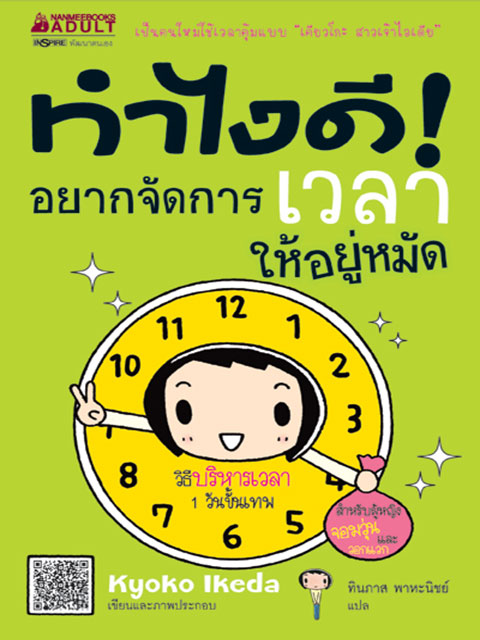 NANMEEBOOKS
ADULT
INSPIRE พัฒนาตนเอง
เป็นคนใหม่ใช้เวลาคุ้มแบบ "เคียวโกะ สาวเจ้าไอเดีย"
ทำไงดี!
อยากจัดการ เวลา
ให้อยู่หมัด
12
11
1
10
2
3
8
4
7
5
6
วิธีบริหารเวลา
1 วันขั้นเทพ
สำหรับผู้หญิง
จอมวุ่น
และ
วอกแวก
Kyoko Ikeda
เขียนและภาพประกอบ
ทินภาส พาหะนิชย์
แปล